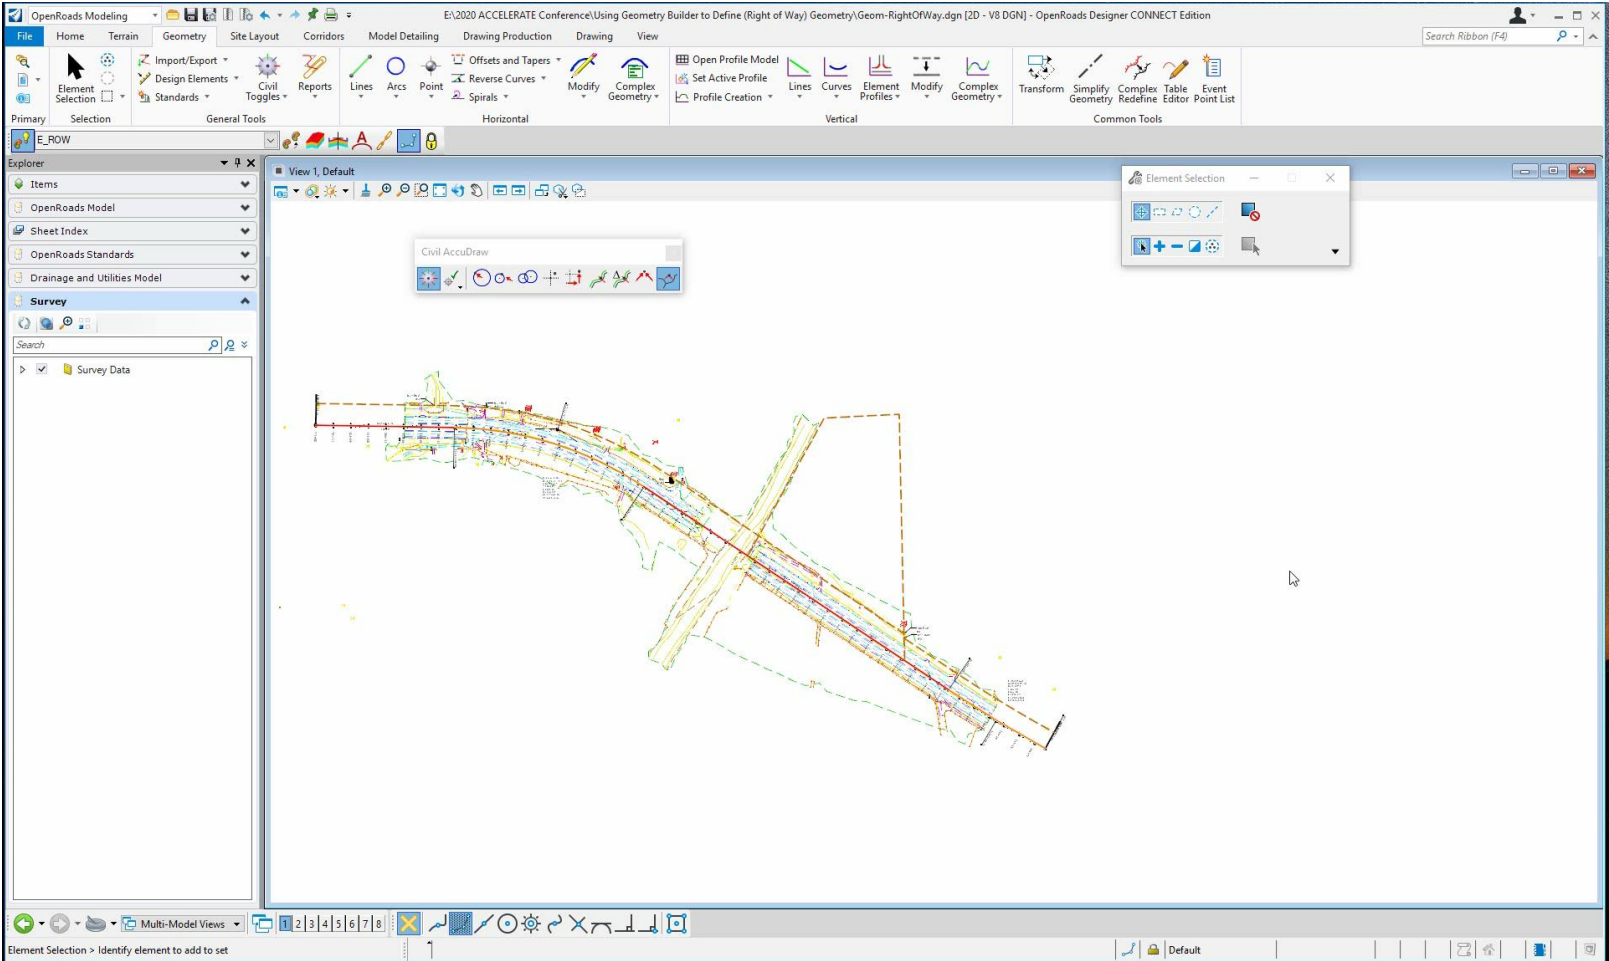 OpenRoads Modeling
E:\2020 ACCELERATE Conference\Using Geometry Builder to Define (Right of Way) Geometry\Geom-RightOfWay.dgn [2D - V8 DGN] - OpenRoads Designer CONNECT Edition
File Home Terrain Geometry Site Layout Corridors Model Detailing Drawing Production Drawing View
Search Ribbon (F4)
Element Selection
Import/Export
Design Elements
Standards
Civil Toggles
Reports
Lines
Arcs
Point
Offsets and Tapers
Reverse Curves
Spirals
Modify
Complex Geometry
Open Profile Model
Set Active Profile
Profile Creation
Lines
Curves
Element Profiles
Modify
Complex Geometry
Transform
Simplify Geometry
Complex Redefine
Table Editor
Event Point List
Primary Selection General Tools Horizontal Vertical Common Tools
E_ROW
Explorer
Items
OpenRoads Model
Sheet Index
OpenRoads Standards
Drainage and Utilities Model
Survey
Search
Survey Data
View 1, Default
Element Selection
Civil AccuDraw
Multi-Model Views
1 2 3 4 5 6 7 8
Element Selection > Identify element to add to set
Default